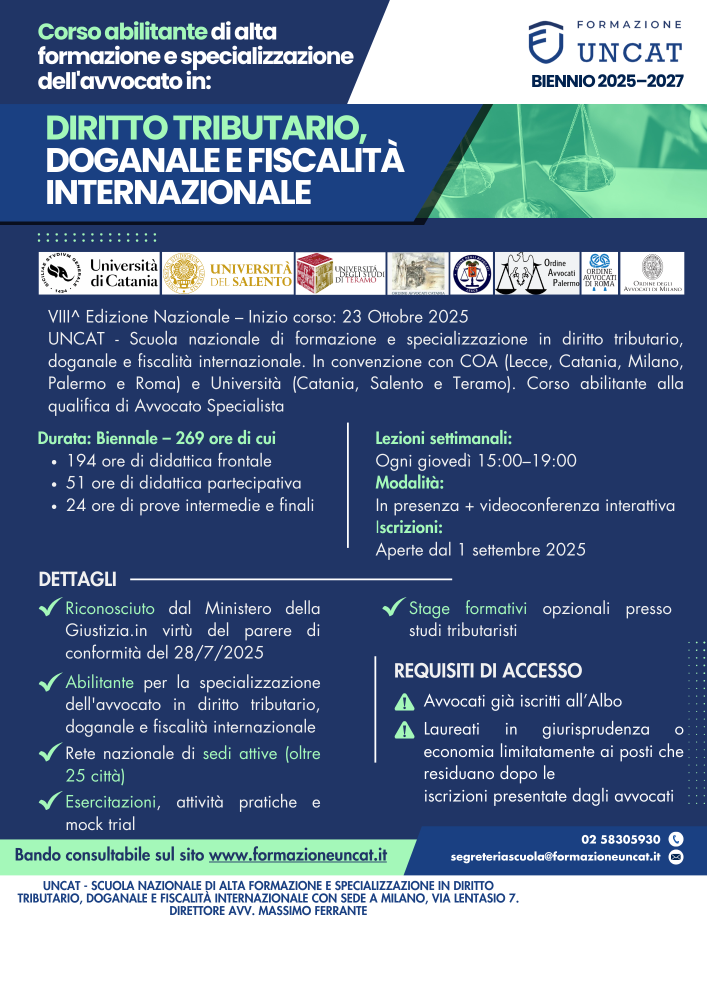 Corso abilitante di alta
formazione e specializzazione
dell'avvocato in:
FORMAZIONE
UNCAT
BIENNIO 2025–2027
DIRITTO TRIBUTARIO,
DOGANALE E FISCALITÀ
INTERNAZIONALE
SICILIAE STVDIVM GENERALE
· 1434 ·
Università
di Catania
UNIVERSITÀ
DEL SALENTO
UNIVERSITÀ
DEGLI STUDI
DI TERAMO
ORDINE AVVOCATI CATANIA
ORDINE DEGLI AVVOCATI
LECCE
Ordine
Avvocati
Palermo
ORDINE
AVVOCATI
DI ROMA
ORDINE DEGLI
AVVOCATI DI MILANO
VIII^ Edizione Nazionale – Inizio corso: 23 Ottobre 2025
UNCAT - Scuola nazionale di formazione e specializzazione in diritto tributario,
doganale e fiscalità internazionale. In convenzione con COA (Lecce, Catania, Milano,
Palermo e Roma) e Università (Catania, Salento e Teramo). Corso abilitante alla
qualifica di Avvocato Specialista
Durata: Biennale – 269 ore di cui
• 194 ore di didattica frontale
• 51 ore di didattica partecipativa
• 24 ore di prove intermedie e finali
Lezioni settimanali:
Ogni giovedì 15:00–19:00
Modalità:
In presenza + videoconferenza interattiva
Iscrizioni:
Aperte dal 1 settembre 2025
DETTAGLI
Riconosciuto dal Ministero della
Giustizia.in virtù del parere di
conformità del 28/7/2025
Abilitante per la specializzazione
dell'avvocato in diritto tributario,
doganale e fiscalità internazionale
Rete nazionale di sedi attive (oltre
25 città)
Esercitazioni, attività pratiche e
mock trial
Stage formativi opzionali presso
studi tributaristi
REQUISITI DI ACCESSO
Avvocati già iscritti all’Albo
Laureati in giurisprudenza o
economia limitatamente ai posti che
residuano dopo le
iscrizioni presentate dagli avvocati
Bando consultabile sul sito www.formazioneuncat.it
02 58305930
segreteriascuola@formazioneuncat.it
UNCAT - SCUOLA NAZIONALE DI ALTA FORMAZIONE E SPECIALIZZAZIONE IN DIRITTO
TRIBUTARIO, DOGANALE E FISCALITÀ INTERNAZIONALE CON SEDE A MILANO, VIA LENTASIO 7.
DIRETTORE AVV. MASSIMO FERRANTE